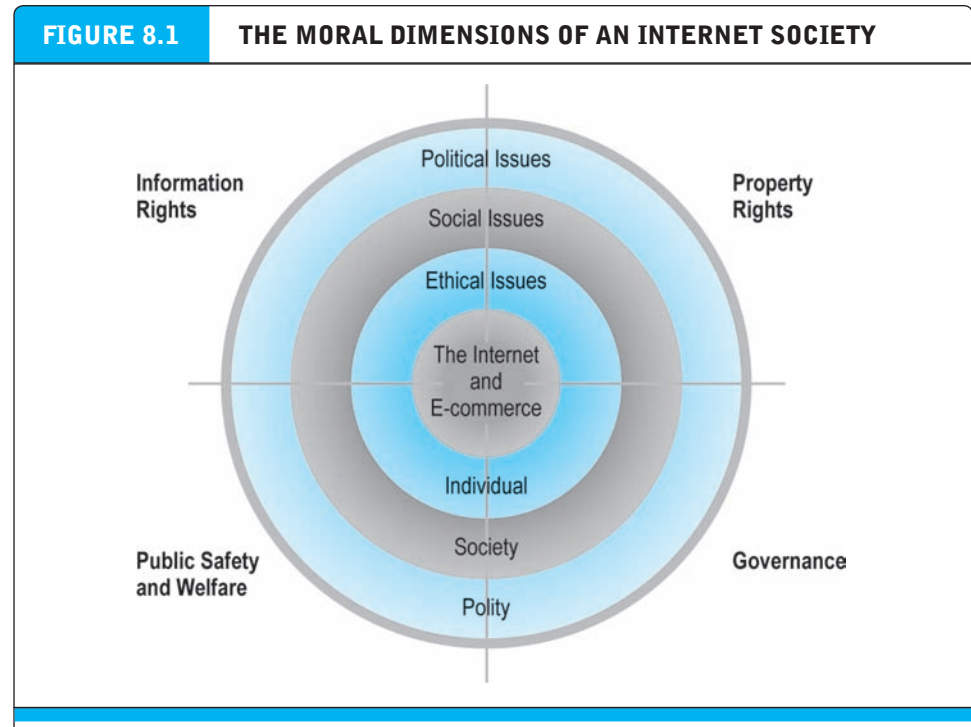 FIGURE 8.1 THE MORAL DIMENSIONS OF AN INTERNET SOCIETY
Political Issues
Information
Rights
Property
Rights
Social Issues
Ethical Issues
The Internet
and
E-commerce
Individual
Society
Public Safety
and Welfare
Governance
Polity